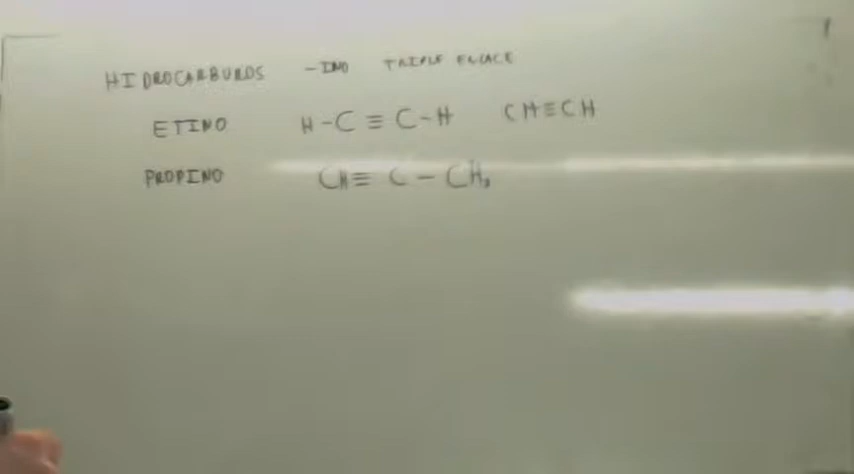 HIDROCARBUROS -INO TRIPLE ENLACE
ETINO H-C≡C-H CH≡CH
PROPINO CH≡C-CH₃